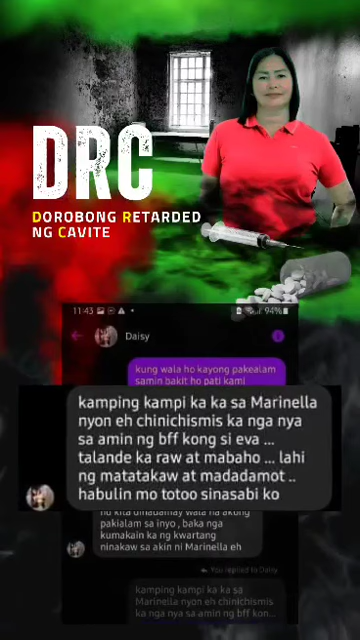 DRC
DOROBONG RETARDED
NG CAVITE
11:43
94%
Daisy
kung wala ho kayong pakealam
samin bakit ho pati kami
kamping kampi ka ka sa Marinella
nyon eh chinichismis ka nga nya
sa amin ng bff kong si eva ...
talande ka raw at mabaho ... lahi
ng matatakaw at madadamot ..
habulin mo totoo sinasabi ko
pakialam sa inyo , baka nga
kumakain ka ng kwartang
ninakaw sa akin ni Marinella eh
You replied to Daisy
kamping kampi ka ka sa
Marinella nyon eh chinichismis
ka nga nya sa amin ng bff kon...